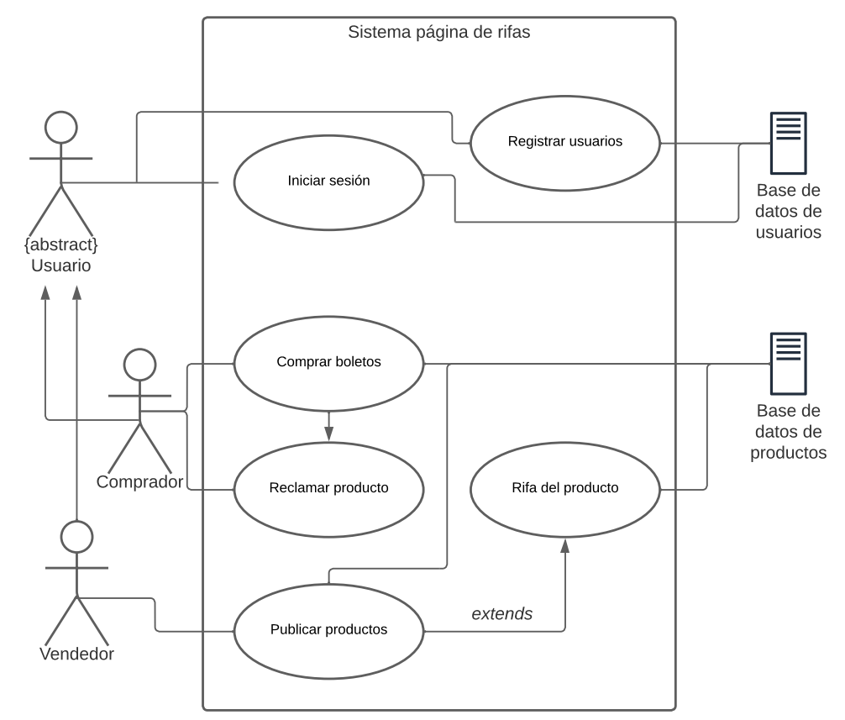 Sistema página de rifas
Registrar usuarios
Iniciar sesión
Base de
datos de
usuarios
{abstract}
Usuario
Comprar boletos
Base de
datos de
productos
Comprador
Reclamar producto
Rifa del producto
extends
Publicar productos
Vendedor